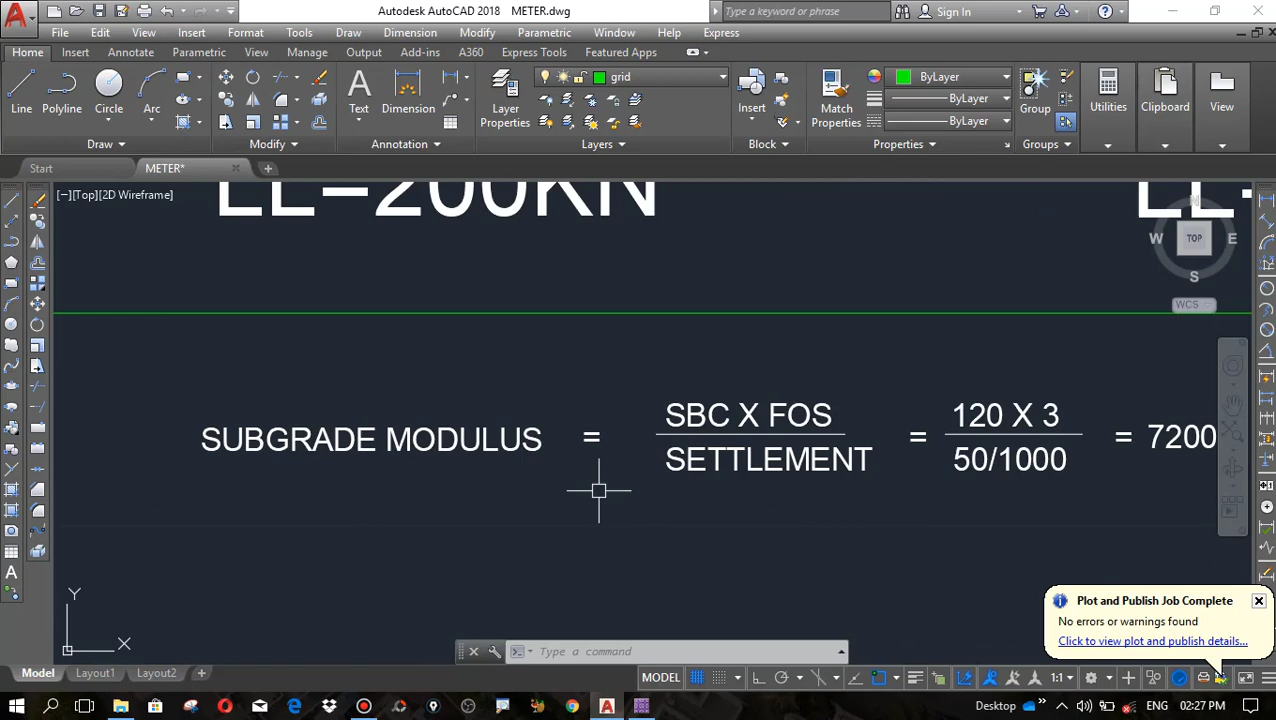 Autodesk AutoCAD 2018 METER.dwg
Type a keyword or phrase
Sign In
File Edit View Insert Format Tools Draw Dimension Modify Parametric Window Help Express
Home Insert Annotate Parametric View Manage Output Add-ins A360 Express Tools Featured Apps
Line Polyline Circle Arc
Text Dimension
Layer Properties
grid
Insert
Match Properties
ByLayer
ByLayer
ByLayer
Group
Utilities
Clipboard
View
Draw Modify Annotation Layers Block Properties Groups
Start METER*
[−][Top][2D Wireframe]
LL=200KN
LL
N
W TOP E
S
WCS
SUBGRADE MODULUS = SBC X FOS = 120 X 3 = 7200
SETTLEMENT 50/1000
Y
X
Plot and Publish Job Complete
No errors or warnings found
Click to view plot and publish details...
Type a command
Model Layout1 Layout2
MODEL 1:1
Desktop ENG 02:27 PM